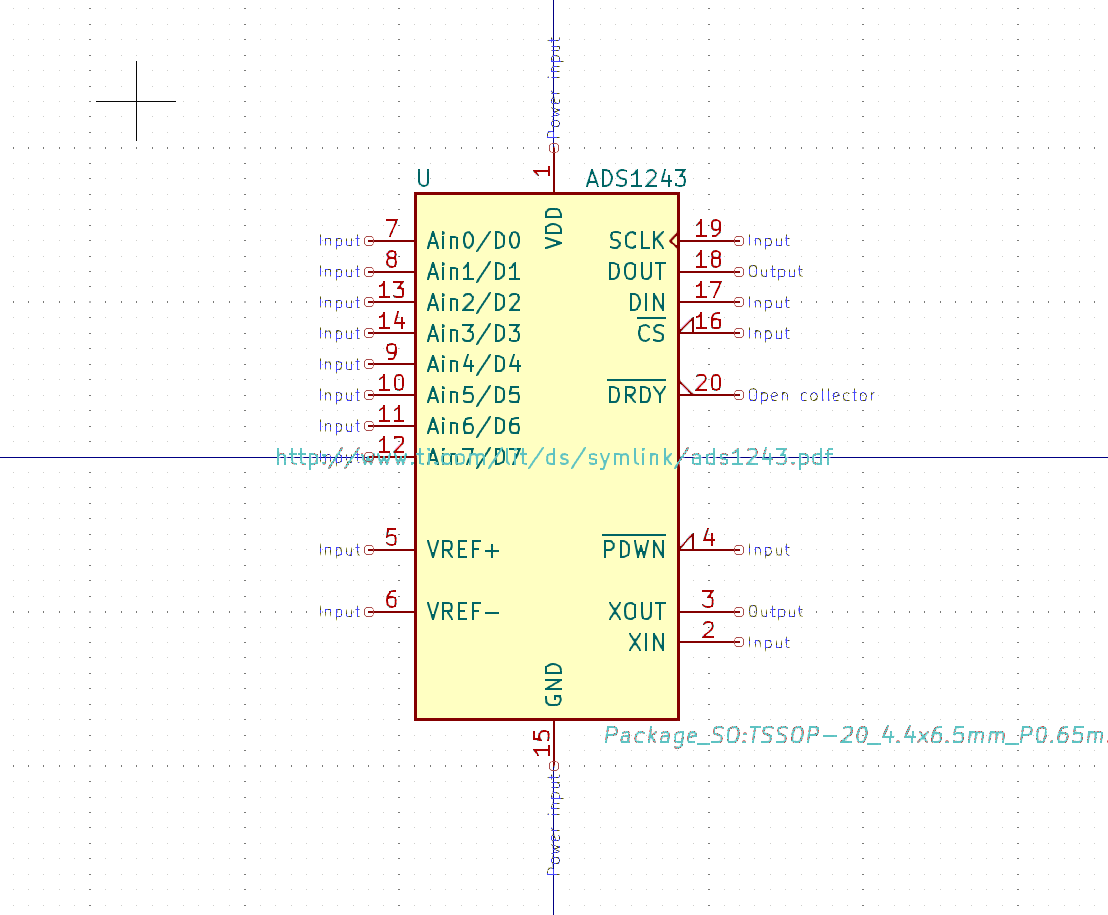 Power input
1
U ADS1243
VDD
Input 7 Ain0/D0 SCLK 19 Input
Input 8 Ain1/D1 DOUT 18 Output
Input 13 Ain2/D2 DIN 17 Input
Input 14 Ain3/D3 CS 16 Input
Input 9 Ain4/D4
Input 10 Ain5/D5 DRDY 20 Open collector
Input 11 Ain6/D6
Input 12 Ain7/D7
http://www.ti.com/lit/ds/symlink/ads1243.pdf
Input 5 VREF+ PDWN 4 Input
Input 6 VREF- XOUT 3 Output
XIN 2 Input
GND
15
Package_SO:TSSOP-20_4.4x6.5mm_P0.65m
Power input